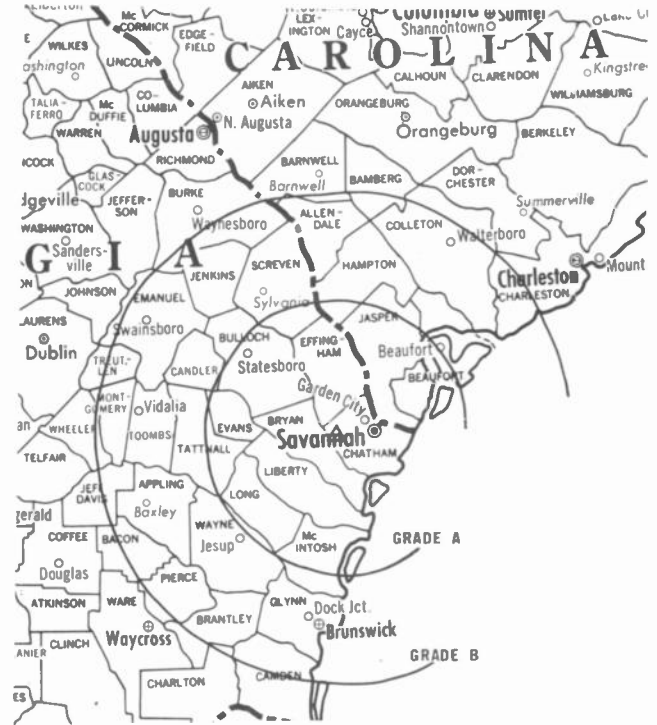 Mc
CORMICK
EDGE-
FIELD
LEX-
INGTON
Cayce
Columbia
Sumter
Shannontown
WILKES
LINCOLN
CAROLINA
CALHOUN
CLARENDON
Kingstre
WILLIAMSBURG
AIKEN
Aiken
TALIA-
FERRO
Mc
DUFFIE
CO-
LUMBIA
N. Augusta
ORANGEBURG
Orangeburg
WARREN
Augusta
BERKELEY
RICHMOND
BARNWELL
Barnwell
BAMBERG
DOR-
CHESTER
GLAS-
COCK
JEFFER-
SON
BURKE
Waynesboro
ALLEN-
DALE
COLLETON
Summerville
WASHINGTON
Sanders-
ville
Walterboro
GIA
JENKINS
SCREVEN
HAMPTON
Charleston
Mount
CHARLESTON
JOHNSON
EMANUEL
Sylvania
JASPER
LAURENS
Swainsboro
BULLOCH
EFFING-
HAM
Beaufort
Dublin
TREUT-
LEN
CANDLER
Statesboro
BEAUFORT
MONT-
GOMERY
Vidalia
Garden City
WHEELER
TOOMBS
EVANS
BRYAN
Savannah
TELFAIR
TATTNALL
CHATHAM
LIBERTY
JEFF
DAVIS
APPLING
LONG
Baxley
WAYNE
Jesup
Mc
INTOSH
GRADE A
COFFEE
BACON
Douglas
PIERCE
ATKINSON
WARE
GLYNN
Dock Jct.
BRANTLEY
Brunswick
CLINCH
Waycross
GRADE B
CHARLTON
CAMDEN